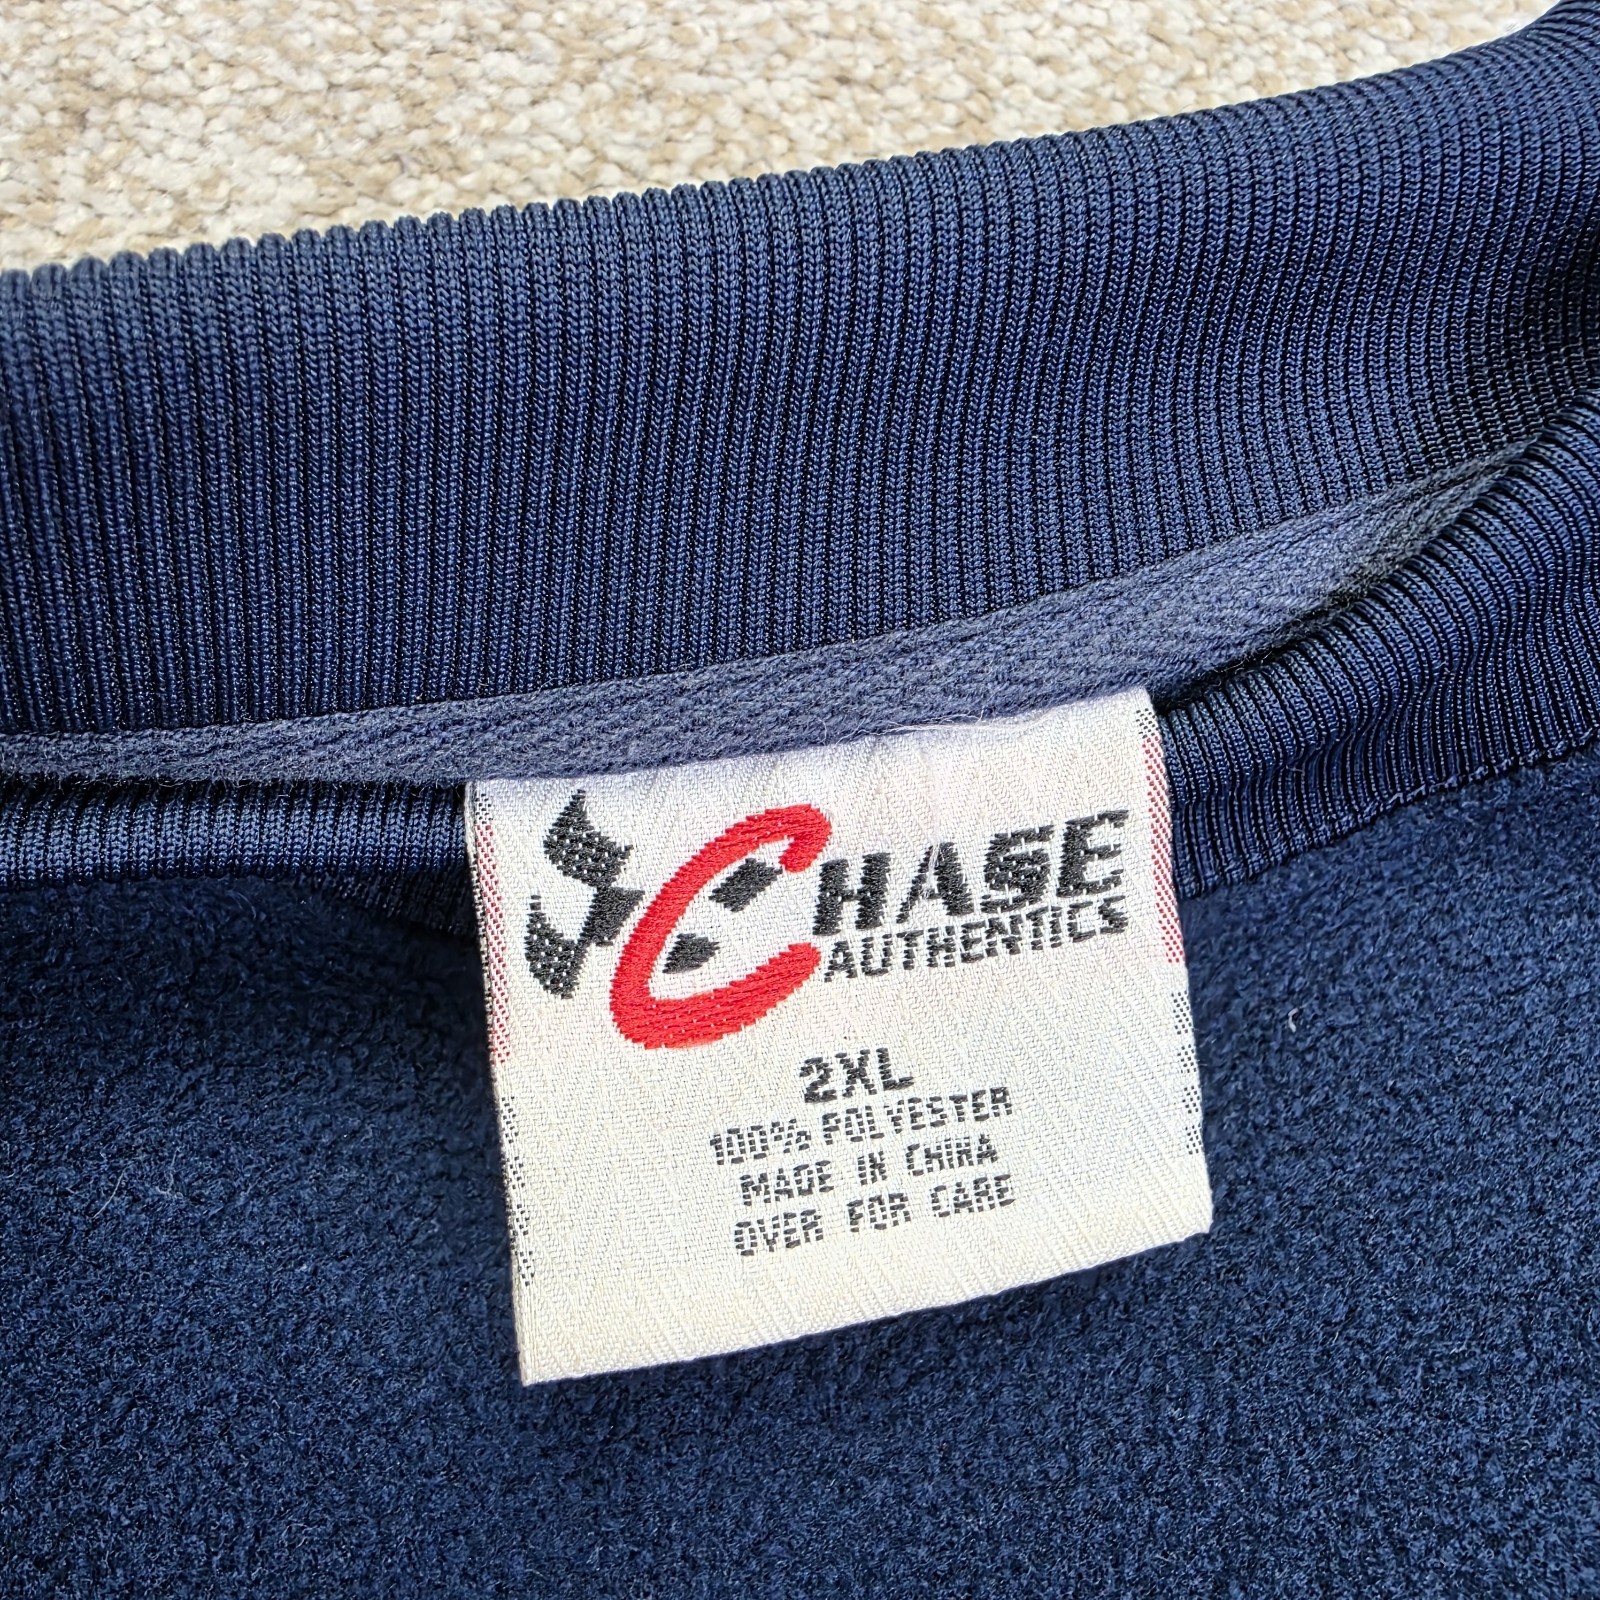 CHASE
AUTHENTICS
2XL
100% POLYESTER
MADE IN CHINA
OVER FOR CARE